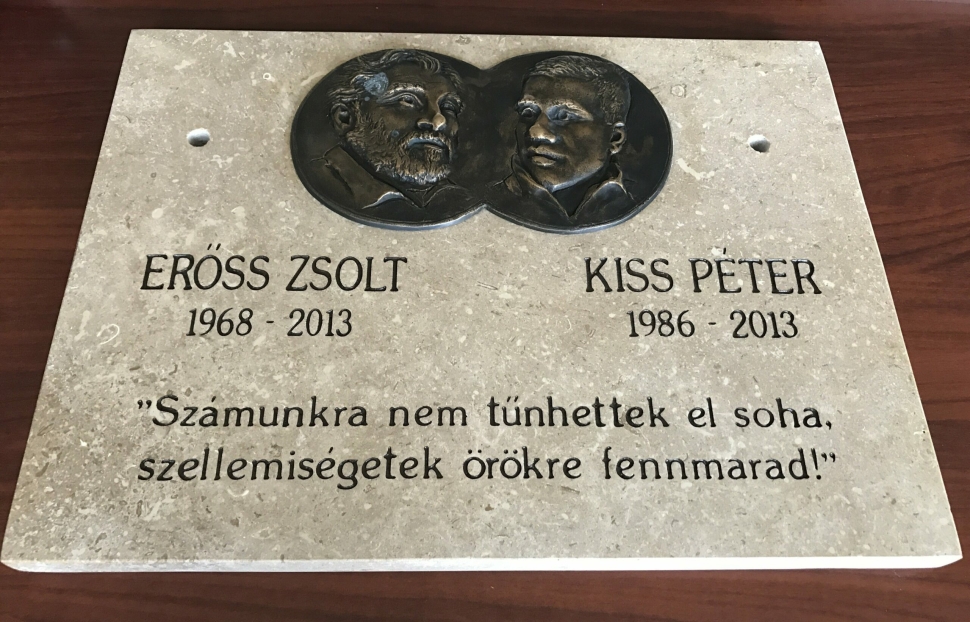 ERŐSS ZSOLT KISS PÉTER
1968 - 2013 1986 - 2013
”Számunkra nem tűnhettek el soha,
szellemiségetek örökre fennmarad!”